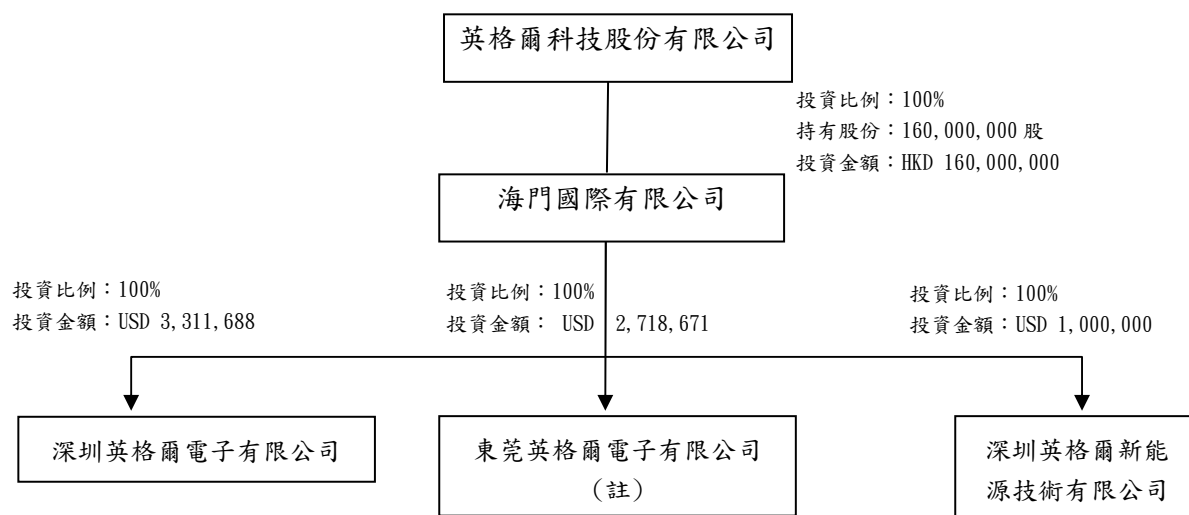 英格爾科技股份有限公司
投資比例：100%
持有股份：160,000,000 股
投資金額：HKD 160,000,000
海門國際有限公司
投資比例：100%
投資金額：USD 3,311,688
投資比例：100%
投資金額： USD 2,718,671
投資比例：100%
投資金額：USD 1,000,000
深圳英格爾電子有限公司
東莞英格爾電子有限公司
（註）
深圳英格爾新能
源技術有限公司